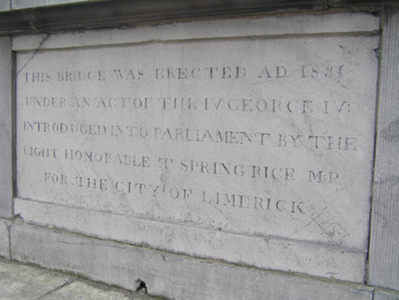 THIS BRIDGE WAS ERECTED AD 1831
UNDER AN ACT OF THE IV GEORGE IV:
INTRODUCED INTO PARLIAMENT BY THE
RIGHT HONORABLE T SPRING RICE M.P.
FOR THE CITY OF LIMERICK